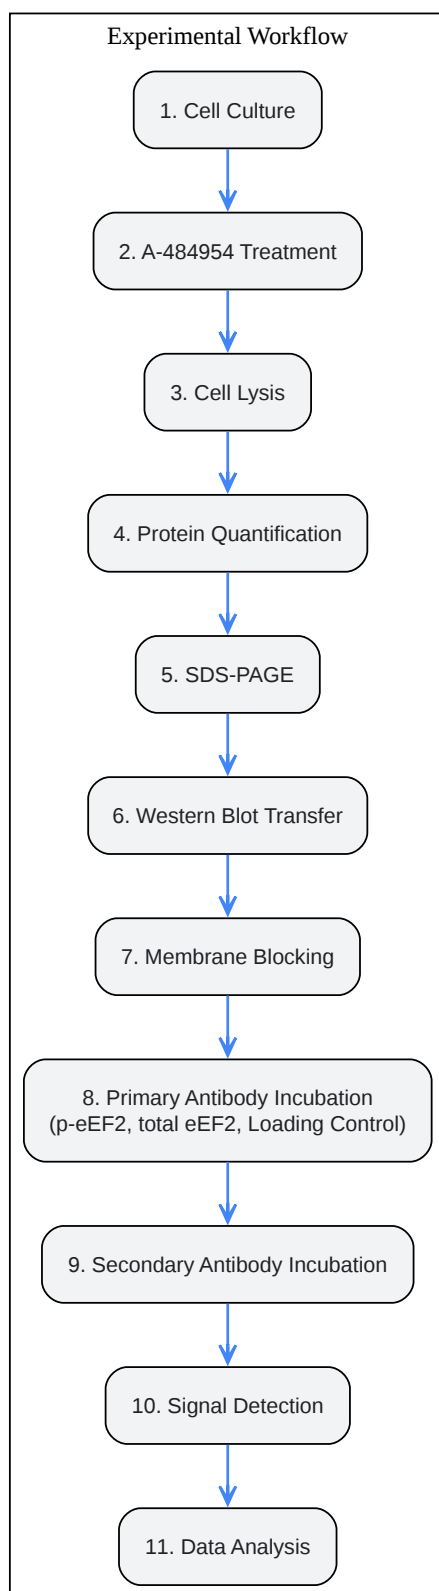 Experimental Workflow
1. Cell Culture
2. A-484954 Treatment
3. Cell Lysis
4. Protein Quantification
5. SDS-PAGE
6. Western Blot Transfer
7. Membrane Blocking
8. Primary Antibody Incubation
(p-eEF2, total eEF2, Loading Control)
9. Secondary Antibody Incubation
10. Signal Detection
11. Data Analysis